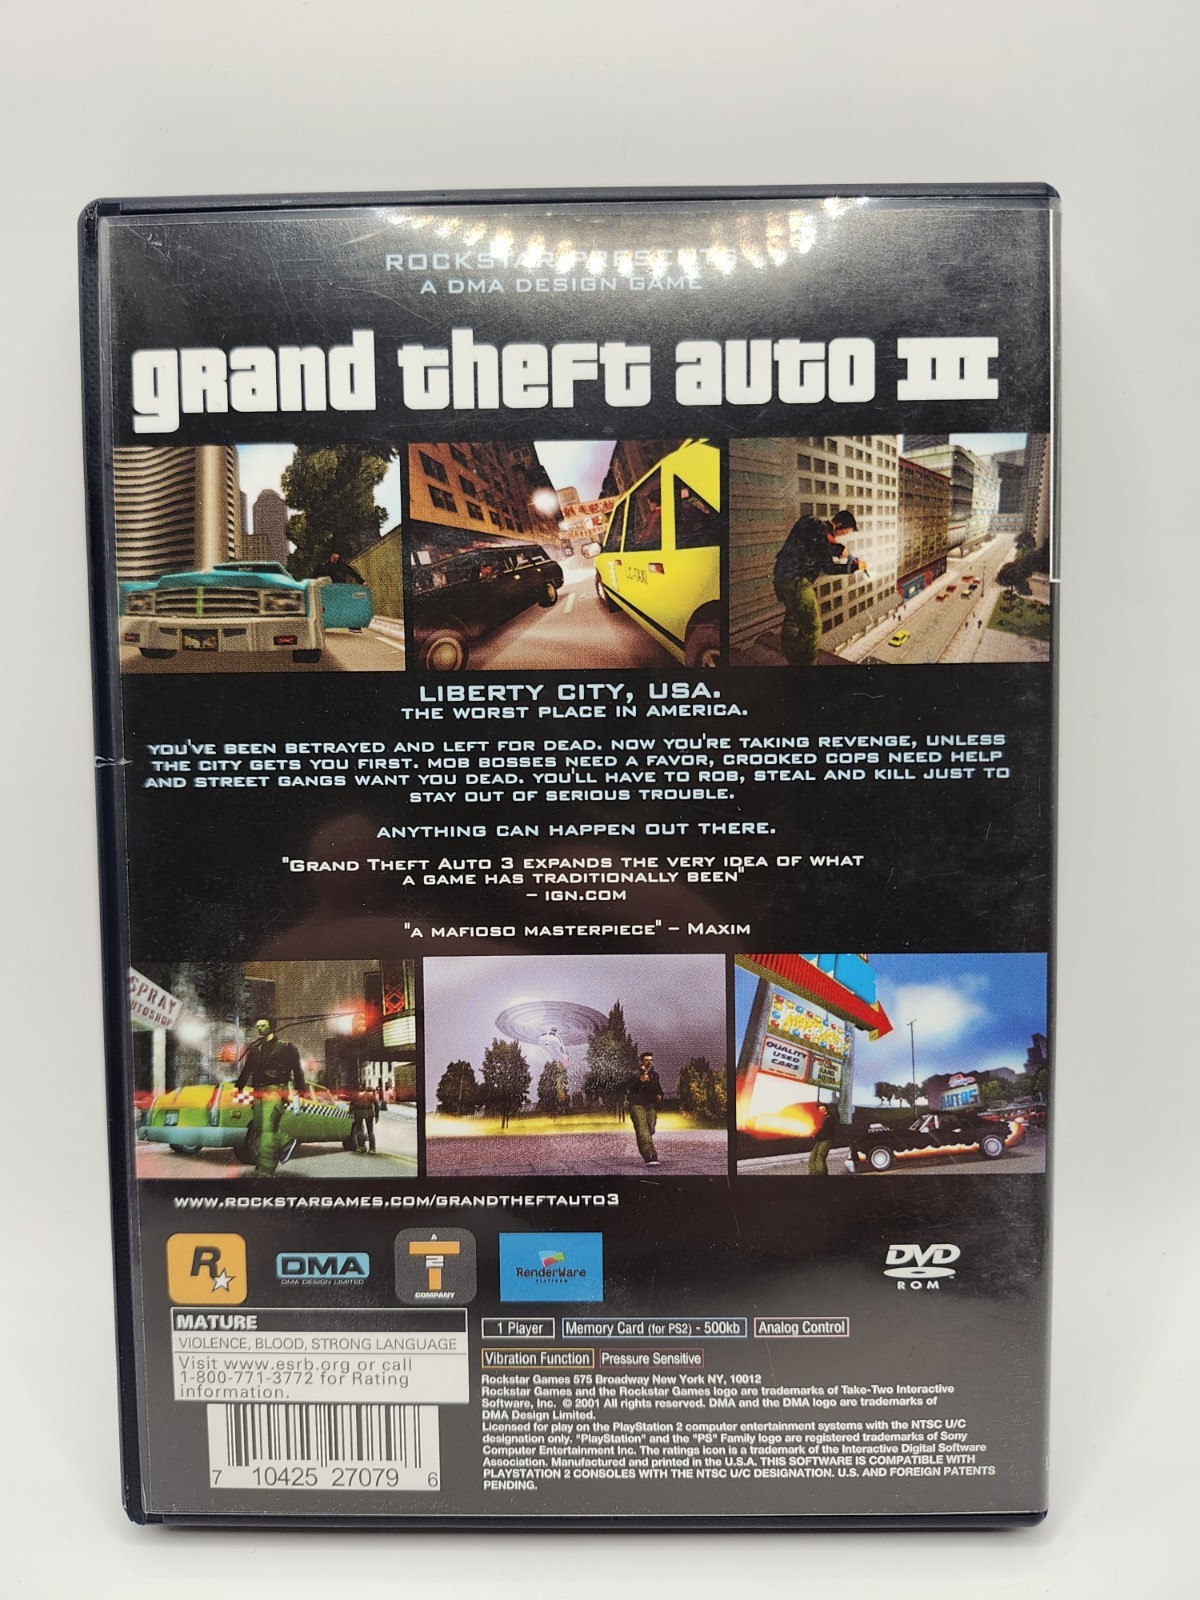 ROCKSTAR PRESENTS
A DMA DESIGN GAME
grand theft auto III
LIBERTY CITY, USA.
THE WORST PLACE IN AMERICA.
YOU'VE BEEN BETRAYED AND LEFT FOR DEAD. NOW YOU'RE TAKING REVENGE, UNLESS
THE CITY GETS YOU FIRST. MOB BOSSES NEED A FAVOR, CROOKED COPS NEED HELP
AND STREET GANGS WANT YOU DEAD. YOU'LL HAVE TO ROB, STEAL AND KILL JUST TO
STAY OUT OF SERIOUS TROUBLE.
ANYTHING CAN HAPPEN OUT THERE.
"GRAND THEFT AUTO 3 EXPANDS THE VERY IDEA OF WHAT
A GAME HAS TRADITIONALLY BEEN"
– IGN.COM
"A MAFIOSO MASTERPIECE" – MAXIM
SPRAY
AUTOSHOP
QUALITY
USED
CARS
AUTOS
WWW.ROCKSTARGAMES.COM/GRANDTHEFTAUTO3
R
DMA
DMA DESIGN LIMITED
A
T2
COMPANY
RenderWare
PLATFORM
DVD
ROM
MATURE
VIOLENCE, BLOOD, STRONG LANGUAGE
Visit www.esrb.org or call
1-800-771-3772 for Rating
information.
1 Player
Memory Card (for PS2) - 500kb
Analog Control
Vibration Function
Pressure Sensitive
Rockstar Games 575 Broadway New York NY, 10012
Rockstar Games and the Rockstar Games logo are trademarks of Take-Two Interactive
Software, Inc. © 2001 All rights reserved. DMA and the DMA logo are trademarks of
DMA Design Limited.
Licensed for play on the PlayStation 2 computer entertainment systems with the NTSC U/C
designation only. "PlayStation" and the "PS" Family logo are registered trademarks of Sony
Computer Entertainment Inc. The ratings icon is a trademark of the Interactive Digital Software
Association. Manufactured and printed in the U.S.A. THIS SOFTWARE IS COMPATIBLE WITH
PLAYSTATION 2 CONSOLES WITH THE NTSC U/C DESIGNATION. U.S. AND FOREIGN PATENTS
PENDING.
7 10425 27079 6